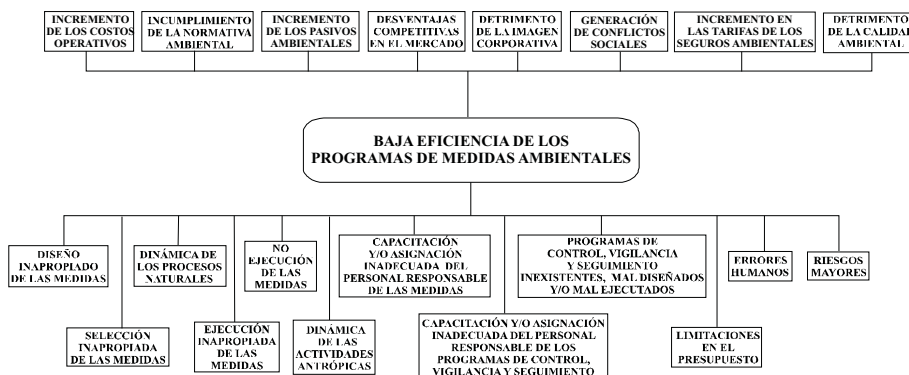 INCREMENTO
DE LOS COSTOS
OPERATIVOS
INCUMPLIMIENTO
DE LA NORMATIVA
AMBIENTAL
INCREMENTO
DE LOS PASIVOS
AMBIENTALES
DESVENTAJAS
COMPETITIVAS
EN EL MERCADO
DETRIMENTO
DE LA IMAGEN
CORPORATIVA
GENERACIÓN
DE CONFLICTOS
SOCIALES
INCREMENTO EN
LAS TARIFAS DE LOS
SEGUROS AMBIENTALES
DETRIMENTO
DE LA CALIDAD
AMBIENTAL
BAJA EFICIENCIA DE LOS
PROGRAMAS DE MEDIDAS AMBIENTALES
DISEÑO
INAPROPIADO
DE LAS MEDIDAS
DINÁMICA DE
LOS PROCESOS
NATURALES
NO
EJECUCIÓN
DE LAS
MEDIDAS
CAPACITACIÓN
Y/O ASIGNACIÓN
INADECUADA DEL
PERSONAL RESPONSABLE
DE LAS MEDIDAS
PROGRAMAS DE
CONTROL, VIGILANCIA
Y SEGUIMIENTO
INEXISTENTES, MAL DISEÑADOS
Y/O MAL EJECUTADOS
ERRORES
HUMANOS
RIESGOS
MAYORES
SELECCIÓN
INAPROPIADA
DE LAS MEDIDAS
EJECUCIÓN
INAPROPIADA
DE LAS
MEDIDAS
DINÁMICA
DE LAS
ACTIVIDADES
ANTRÓPICAS
CAPACITACIÓN Y/O ASIGNACIÓN
INADECUADA DEL PERSONAL
RESPONSABLE DE LOS
PROGRAMAS DE CONTROL,
VIGILANCIA Y SEGUIMIENTO
LIMITACIONES
EN EL
PRESUPUESTO